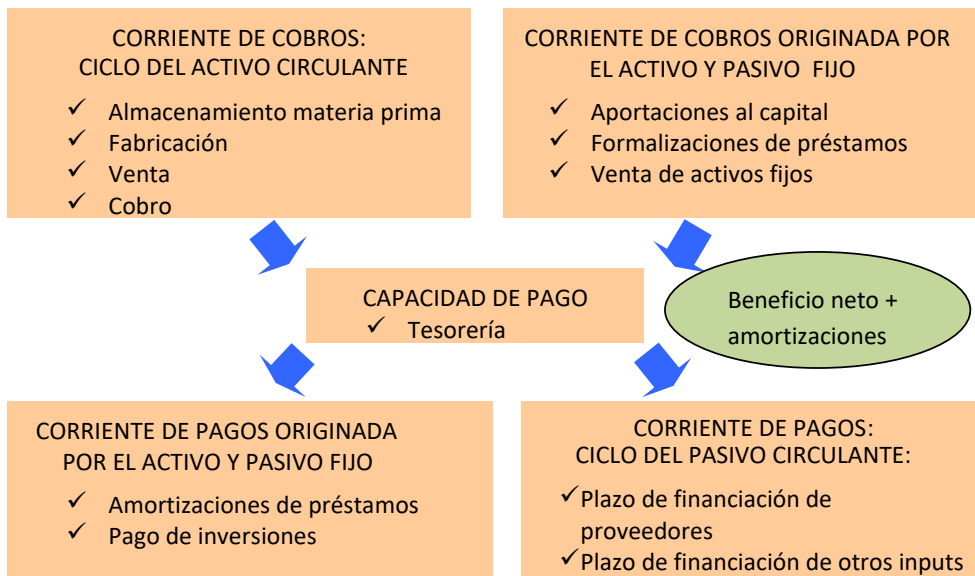 CORRIENTE DE COBROS:
CICLO DEL ACTIVO CIRCULANTE
✓ Almacenamiento materia prima
✓ Fabricación
✓ Venta
✓ Cobro
CORRIENTE DE COBROS ORIGINADA POR
EL ACTIVO Y PASIVO FIJO
✓ Aportaciones al capital
✓ Formalizaciones de préstamos
✓ Venta de activos fijos
CAPACIDAD DE PAGO
✓ Tesorería
Beneficio neto +
amortizaciones
CORRIENTE DE PAGOS ORIGINADA
POR EL ACTIVO Y PASIVO FIJO
✓ Amortizaciones de préstamos
✓ Pago de inversiones
CORRIENTE DE PAGOS:
CICLO DEL PASIVO CIRCULANTE:
✓Plazo de financiación de
proveedores
✓Plazo de financiación de otros inputs